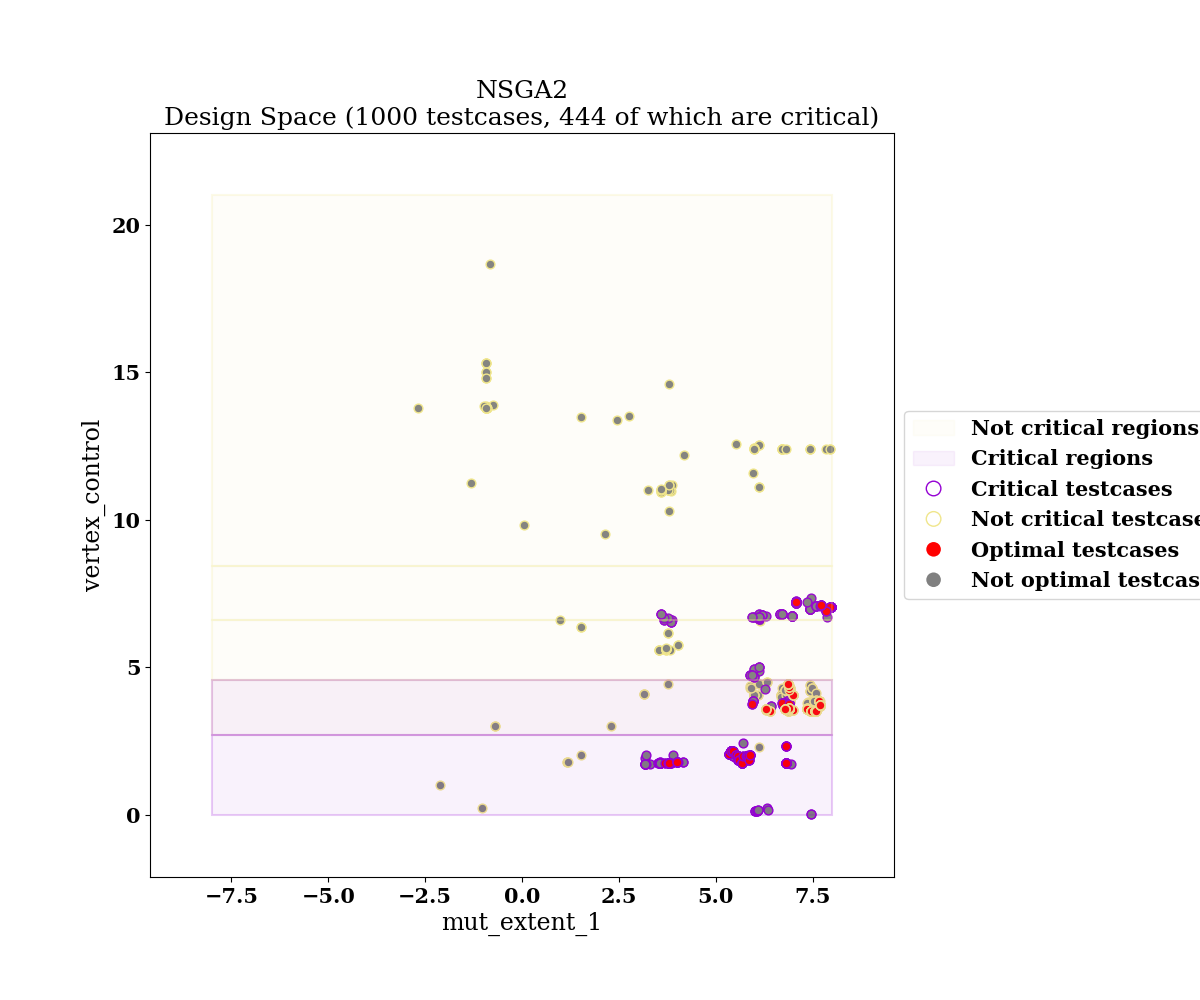 NSGA2
Design Space (1000 testcases, 444 of which are critical)
20
15
10
5
0
vertex_control
−7.5
−5.0
−2.5
0.0
2.5
5.0
7.5
mut_extent_1
Not critical regions
Critical regions
Critical testcases
Not critical testcase
Optimal testcases
Not optimal testcas